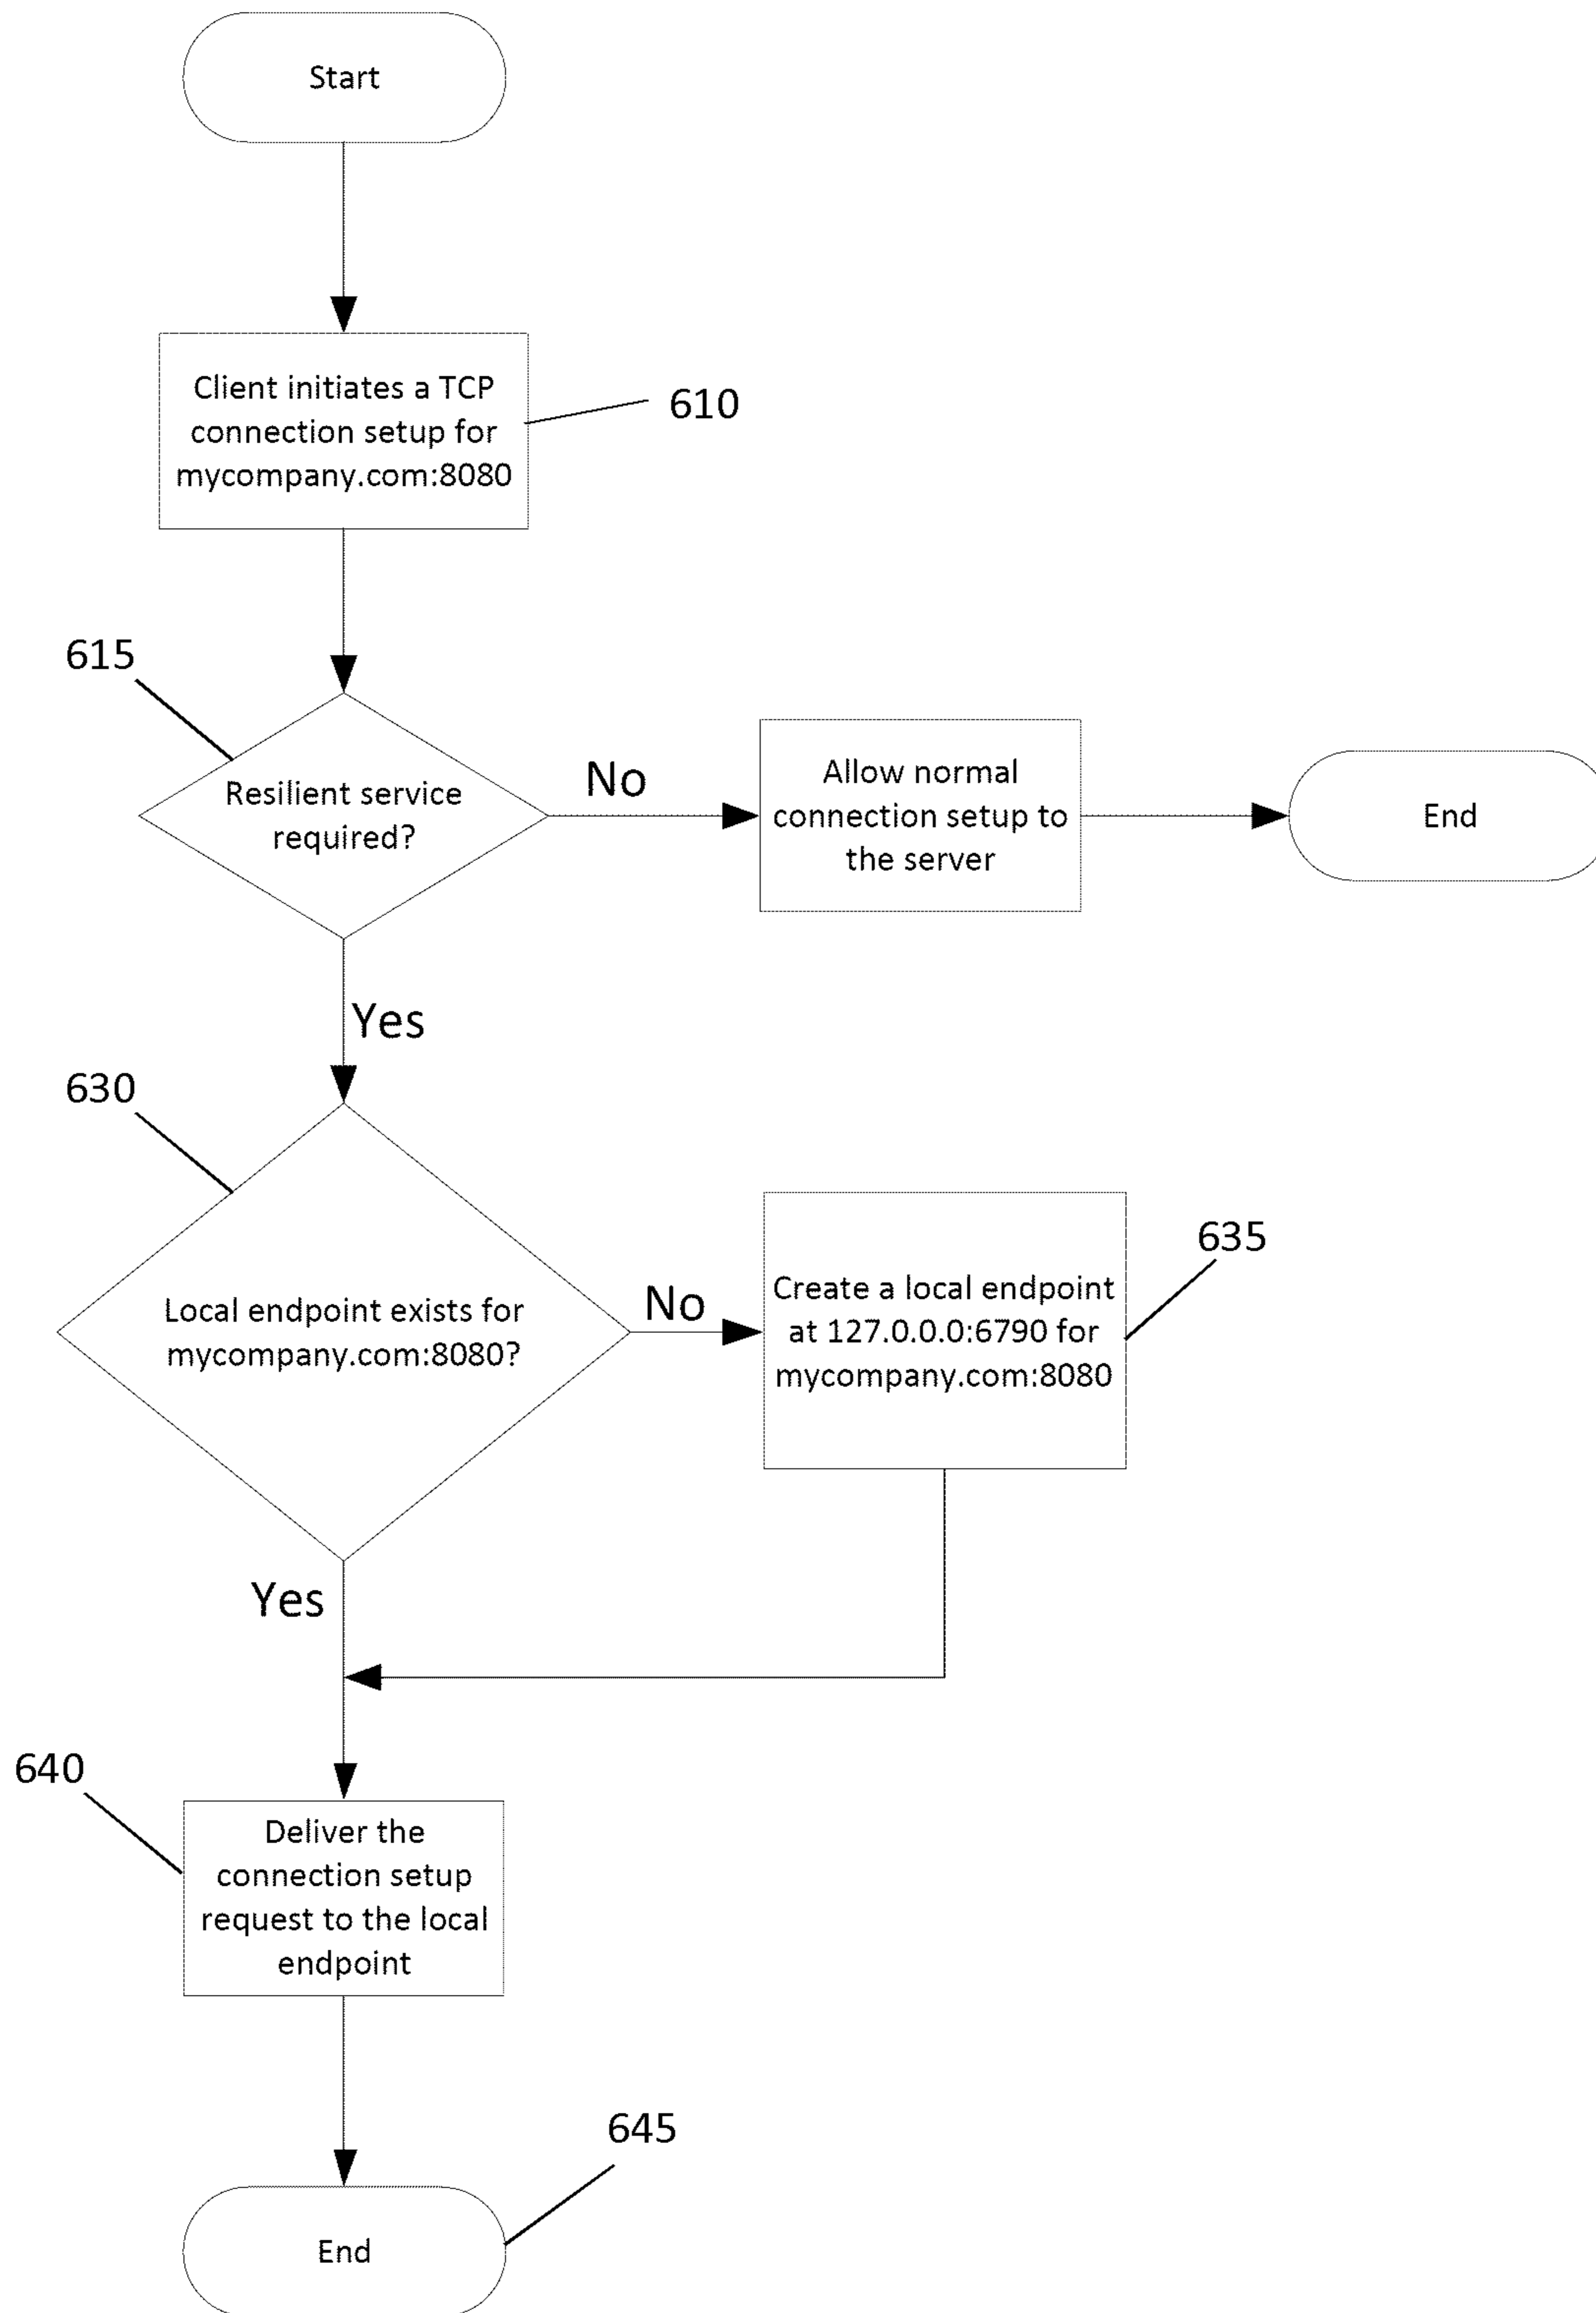 Start
Client initiates a TCP
connection setup for
mycompany.com:8080
610
615
Resilient service
required?
No
Allow normal
connection setup to
the server
End
Yes
630
Local endpoint exists for
mycompany.com:8080?
No
Create a local endpoint
at 127.0.0.0:6790 for
mycompany.com:8080
635
Yes
640
Deliver the
connection setup
request to the local
endpoint
645
End